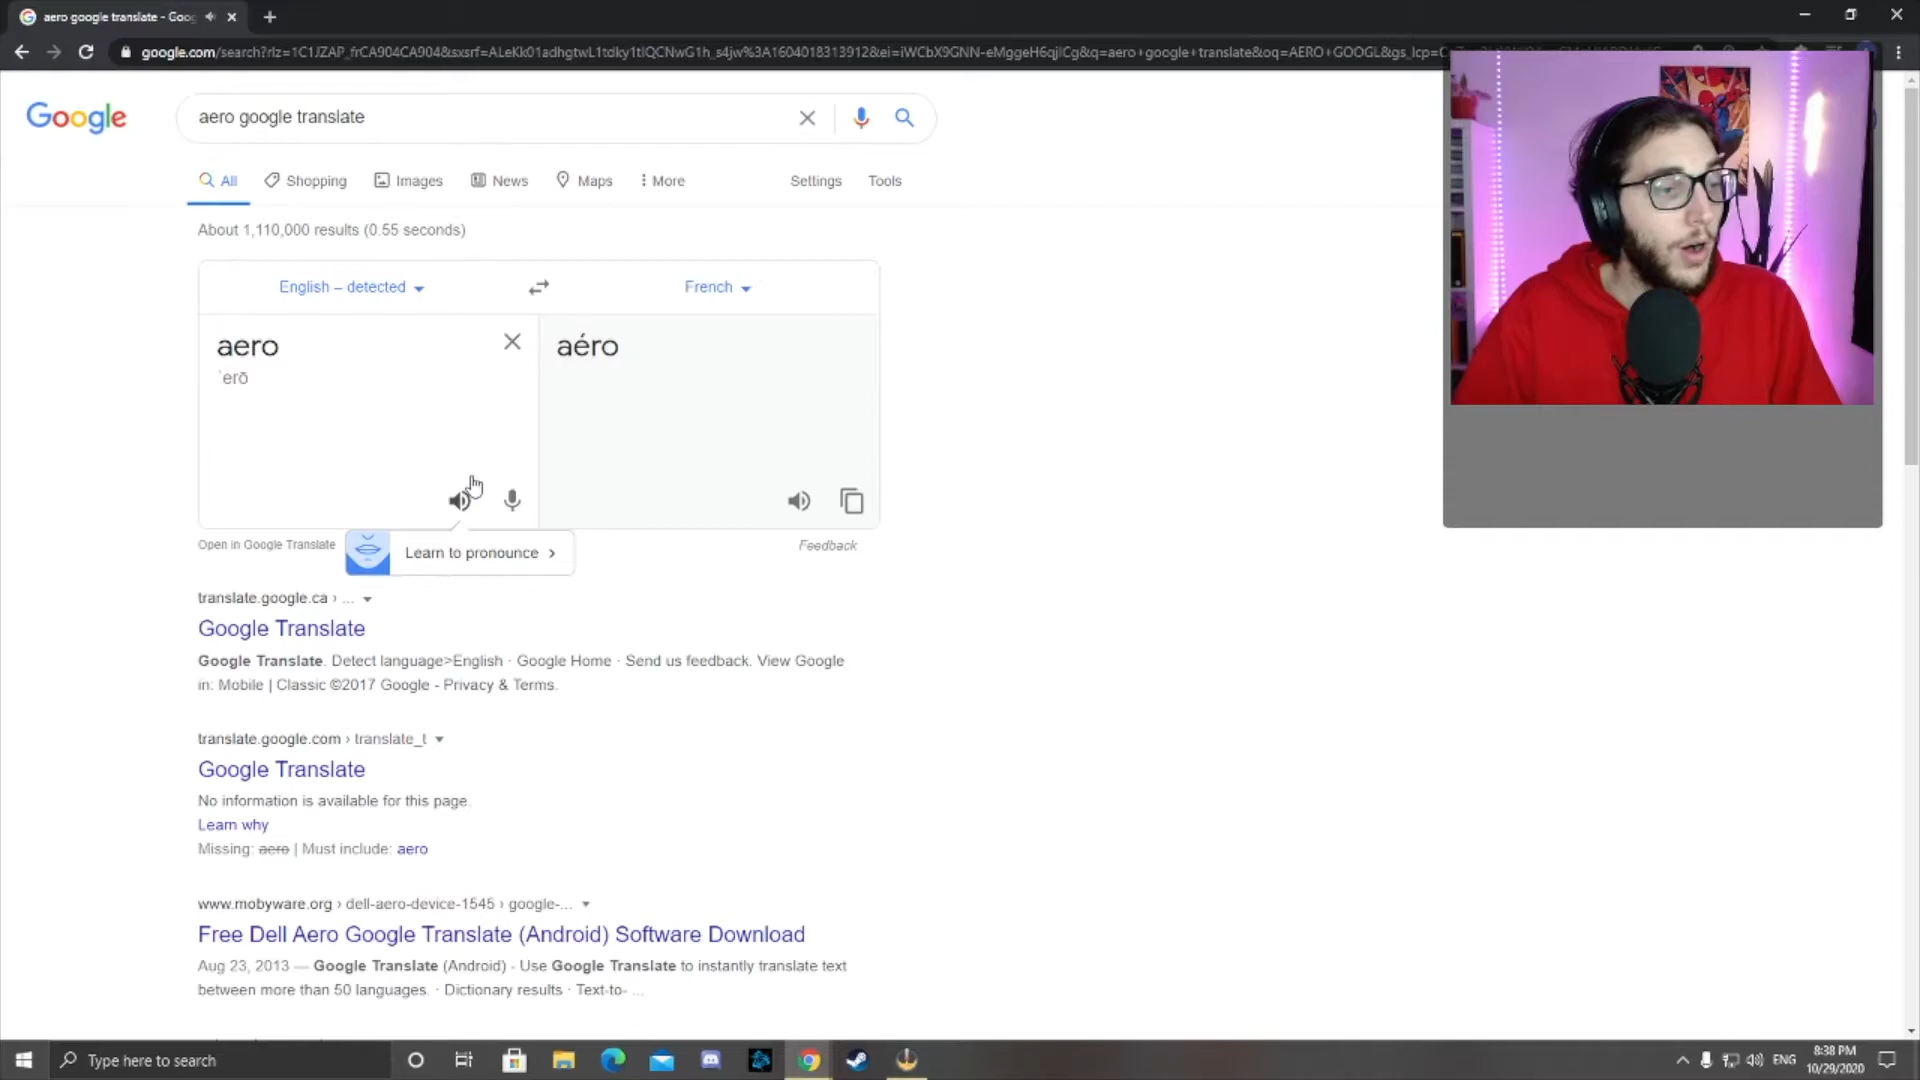 aero google translate - Goog
google.com/search?rlz=1C1JZAP_frCA904CA904&sxsrf=ALeKk01adhgtwL1tdky1tIQCNwG1h_s4jw%3A1604018313912&ei=iWCbX9GNN-eMggeH6qjICg&q=aero+google+translate&oq=AERO+GOOGL&gs_lcp=
Google
aero google translate
All
Shopping
Images
News
Maps
More
Settings
Tools
About 1,110,000 results (0.55 seconds)
English – detected
French
aero
aéro
ˈerō
Open in Google Translate
Learn to pronounce
Feedback
translate.google.ca › ...
Google Translate
Google Translate. Detect language>English · Google Home · Send us feedback. View Google
in: Mobile | Classic ©2017 Google - Privacy & Terms.
translate.google.com › translate_t
Google Translate
No information is available for this page.
Learn why
Missing: aero | Must include: aero
www.mobyware.org › dell-aero-device-1545 › google-...
Free Dell Aero Google Translate (Android) Software Download
Aug 23, 2013 — Google Translate (Android) - Use Google Translate to instantly translate text
between more than 50 languages. · Dictionary results · Text-to- ...
Type here to search
ENG
8:38 PM
10/29/2020